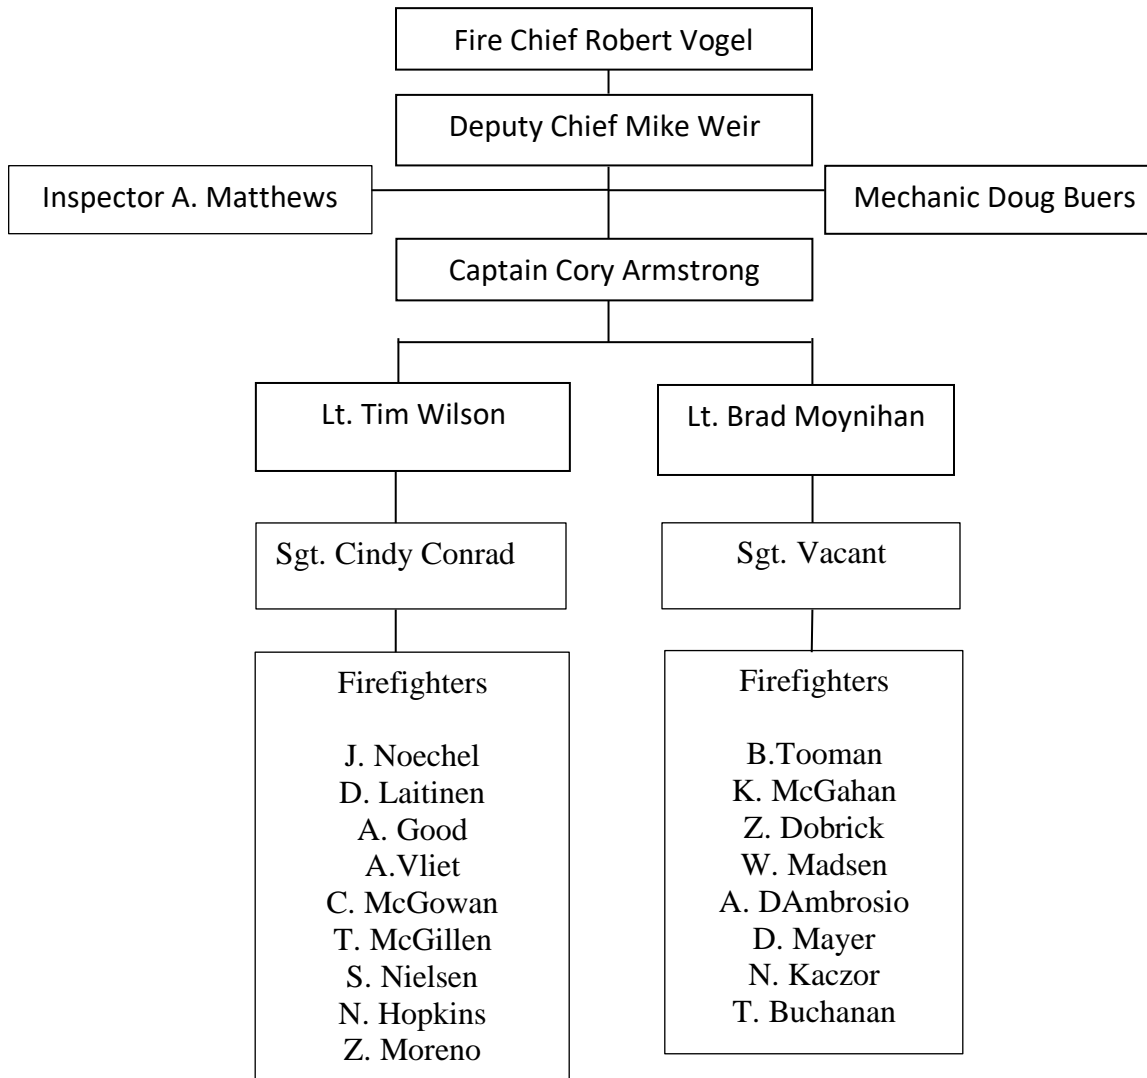 Fire Chief Robert Vogel
Deputy Chief Mike Weir
Inspector A. Matthews
Mechanic Doug Buers
Captain Cory Armstrong
Lt. Tim Wilson
Lt. Brad Moynihan
Sgt. Cindy Conrad
Sgt. Vacant
Firefighters
J. Noechel
D. Laitinen
A. Good
A.Vliet
C. McGowan
T. McGillen
S. Nielsen
N. Hopkins
Z. Moreno
Firefighters
B.Tooman
K. McGahan
Z. Dobrick
W. Madsen
A. DAmbrosio
D. Mayer
N. Kaczor
T. Buchanan